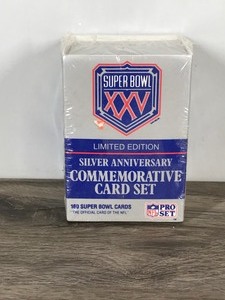 SUPER BOWL
XXV
LIMITED EDITION
SILVER ANNIVERSARY
COMMEMORATIVE
CARD SET
160 SUPER BOWL CARDS
"THE OFFICIAL CARD OF THE NFL"
NFL PRO
SET